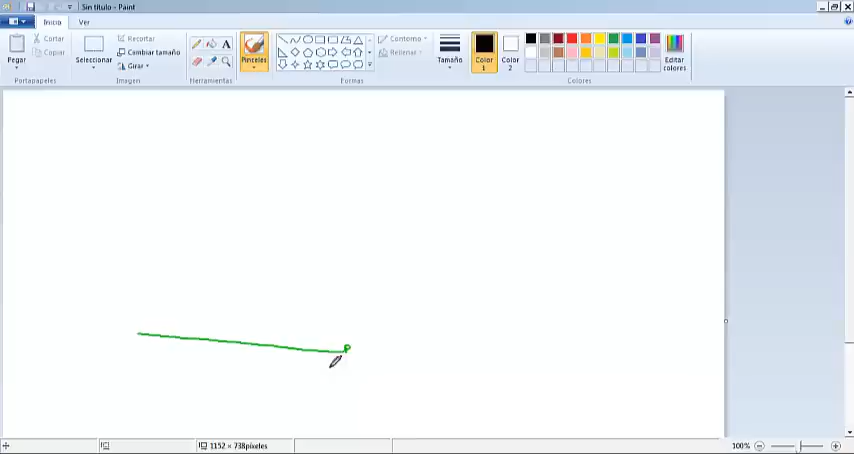 Sin título - Paint
Inicio Ver
Pegar
Cortar
Copiar
Portapapeles
Seleccionar
Recortar
Cambiar tamaño
Girar
Imagen
A
Herramientas
Pinceles
Contorno
Rellenar
Formas
Tamaño
Color 1
Color 2
Editar colores
Colores
P
1152 × 738píxeles
100%